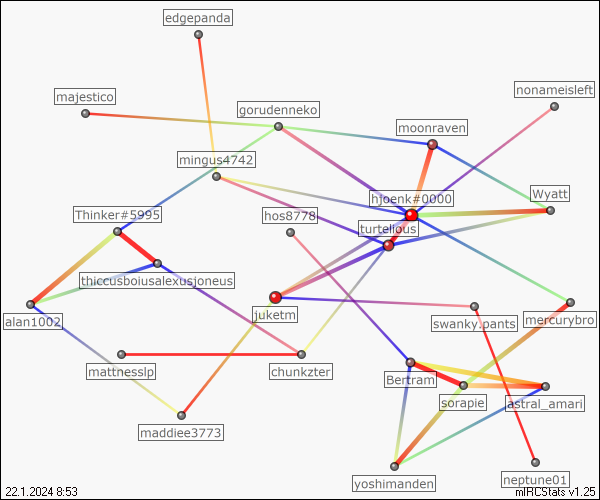 edgepanda
majestico
nonameisleft
gorudenneko
moonraven
mingus4742
hjoenk#0000
Wyatt
Thinker#5995
hos8778
turtellous
thiccusboiusalexusjoneus
alan1002
juketm
swanky.pants
mercurybro
mattnesslp
chunkzter
Bertram
sorapie
astral_amari
maddiee3773
yoshimanden
neptune01
22.1.2024 8:53
mIRCStats v1.25